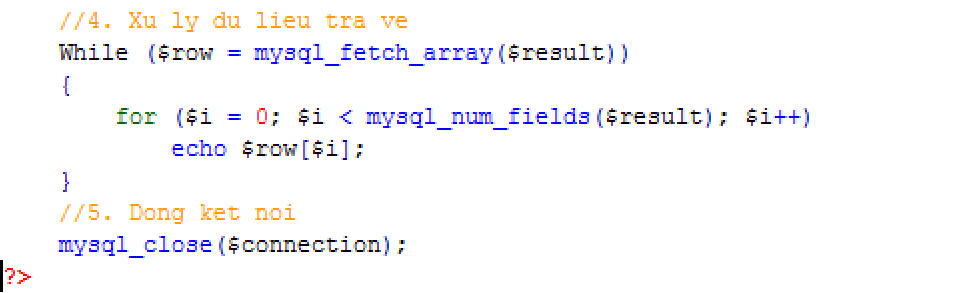 //4. Xu ly du lieu tra ve
While ($row = mysql_fetch_array($result))
{
for ($i = 0; $i < mysql_num_fields($result); $i++)
echo $row[$i];
}
//5. Dong ket noi
mysql_close($connection);
?>